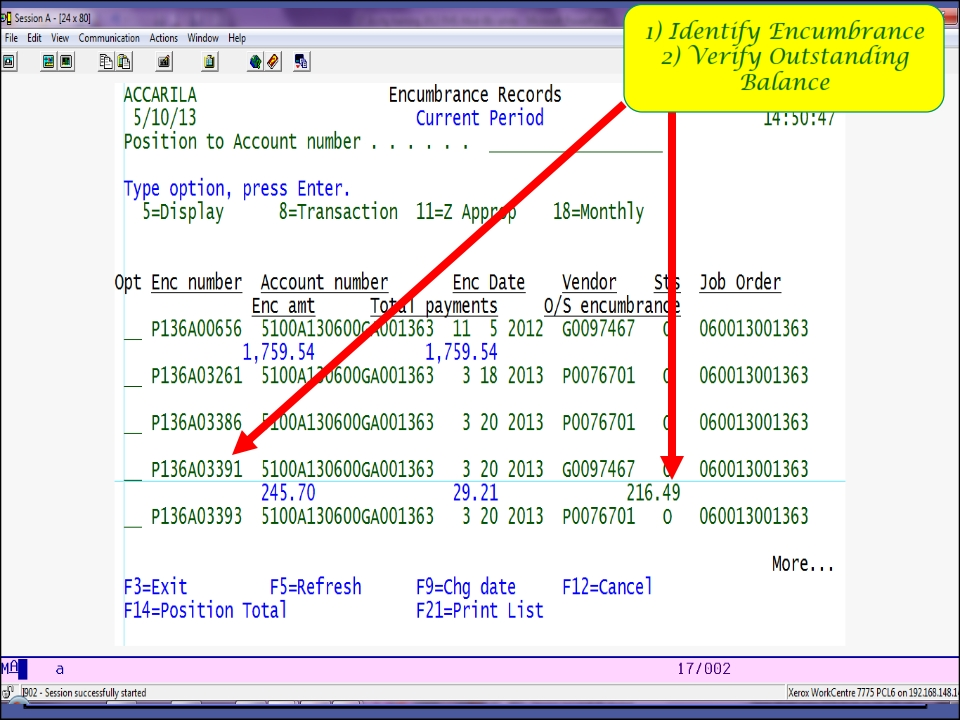 Session A - [24 x 80]
1) Identify Encumbrance
2) Verify Outstanding
Balance
File Edit View Communication Actions Window Help
ACCARILA Encumbrance Records
5/10/13 Current Period 14:50:47
Position to Account number . . . . . .
Type option, press Enter.
5=Display 8=Transaction 11=Z Approp 18=Monthly
Opt Enc number Account number Enc Date Vendor Sts Job Order
Enc amt Total payments O/S encumbrance
__ P136A00656 5100A130600GA001363 11 5 2012 G0097467 060013001363
1,759.54 1,759.54
__ P136A03261 5100A130600GA001363 3 18 2013 P0076701 060013001363
__ P136A03386 5100A130600GA001363 3 20 2013 P0076701 060013001363
__ P136A03391 5100A130600GA001363 3 20 2013 G0097467 060013001363
245.70 29.21 216.49
__ P136A03393 5100A130600GA001363 3 20 2013 P0076701 O 060013001363
More...
F3=Exit F5=Refresh F9=Chg date F12=Cancel
F14=Position Total F21=Print List
MA a 17/002
I902 - Session successfully started Xerox WorkCentre 7775 PCL6 on 192.168.148.1